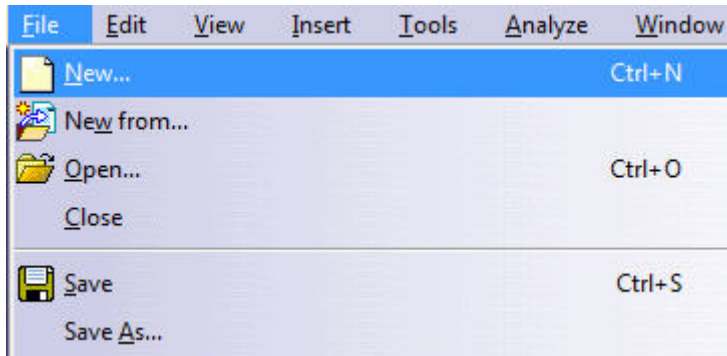 File Edit View Insert Tools Analyze Window
New... Ctrl+N
New from...
Open... Ctrl+O
Close
Save Ctrl+S
Save As...